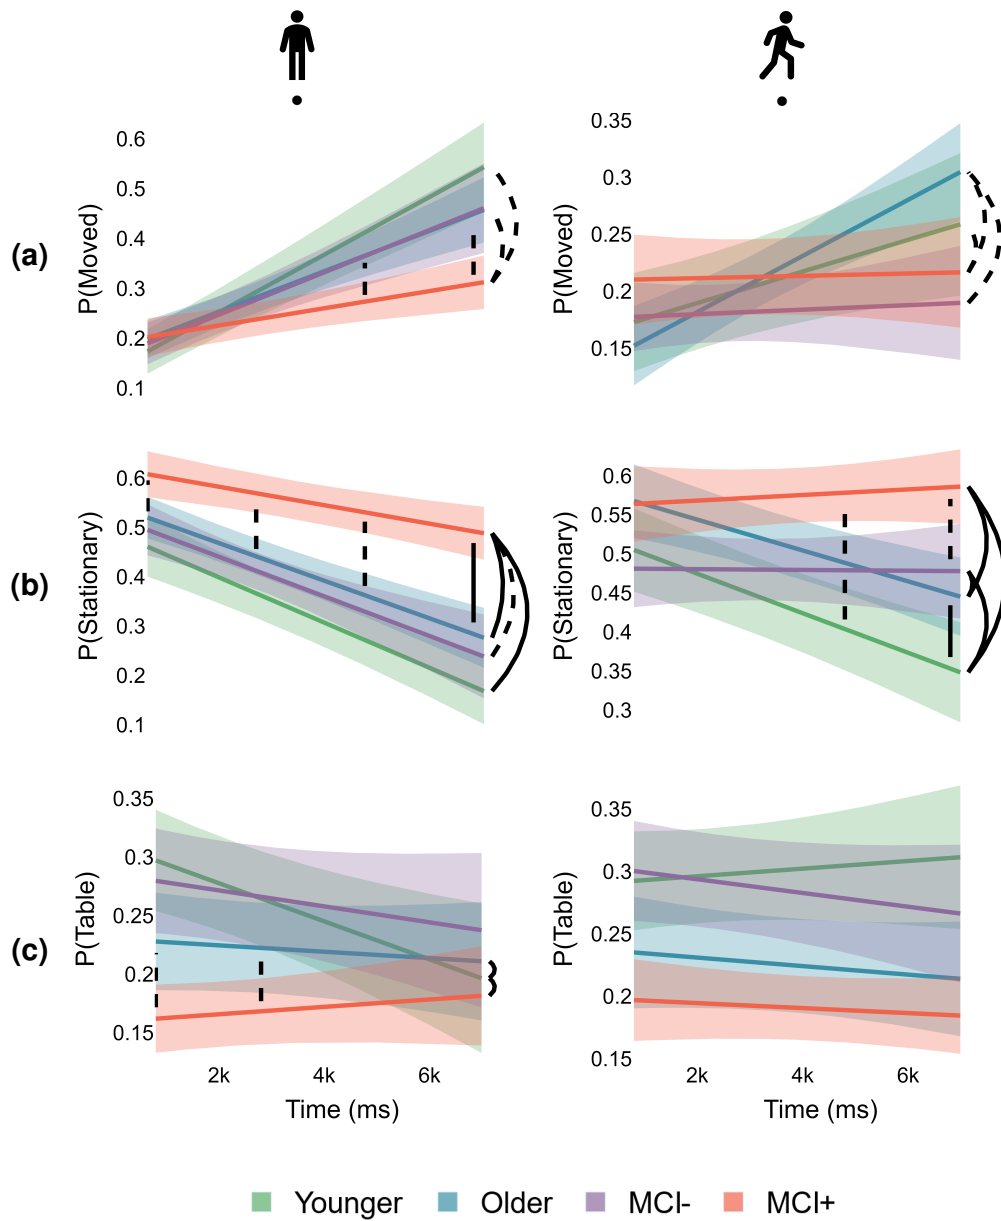 (a)
P(Moved)
0.6
0.5
0.4
0.3
0.2
0.1
P(Moved)
0.35
0.3
0.25
0.2
0.15
(b)
P(Stationary)
0.6
0.5
0.4
0.3
0.2
0.1
P(Stationary)
0.6
0.55
0.5
0.45
0.4
0.35
0.3
(c)
P(Table)
0.35
0.3
0.25
0.2
0.15
2k 4k 6k
Time (ms)
P(Table)
0.35
0.3
0.25
0.2
0.15
2k 4k 6k
Time (ms)
Younger Older MCI- MCI+